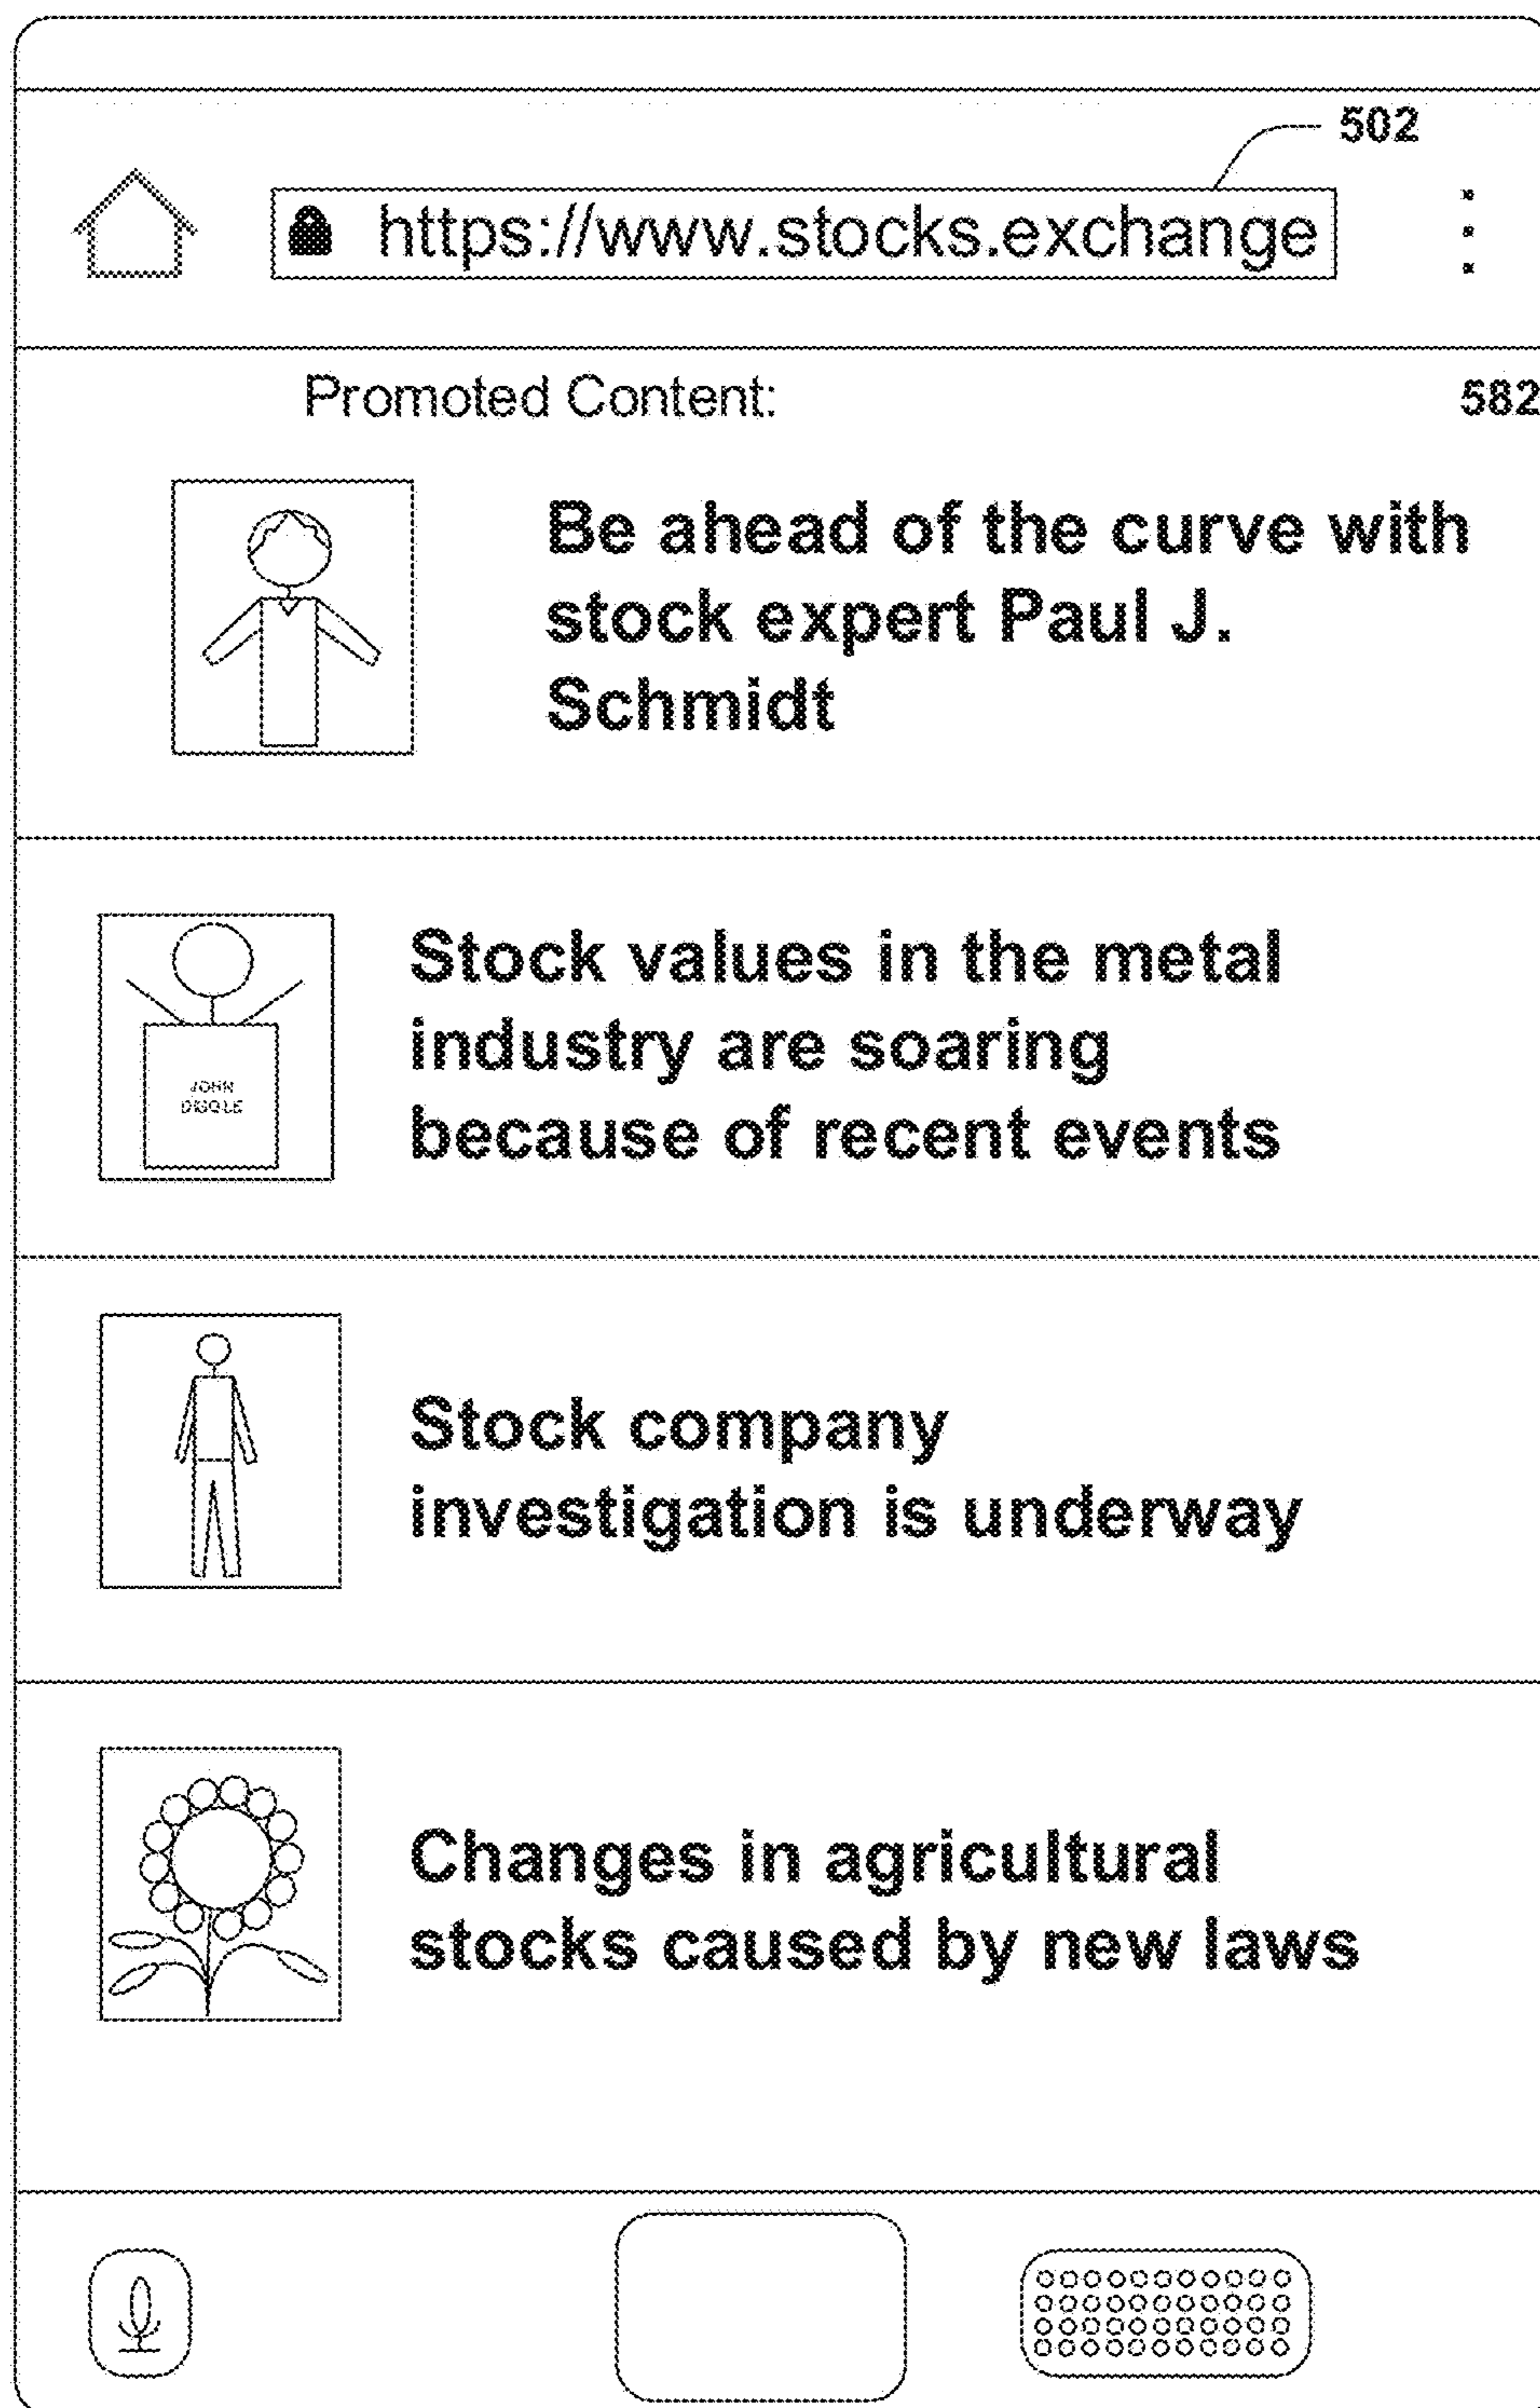 502
https://www.stocks.exchange
Promoted Content:
582
Be ahead of the curve with
stock expert Paul J.
Schmidt
Stock values in the metal
industry are soaring
because of recent events
JOHN
DIGGLE
Stock company
investigation is underway
Changes in agricultural
stocks caused by new laws